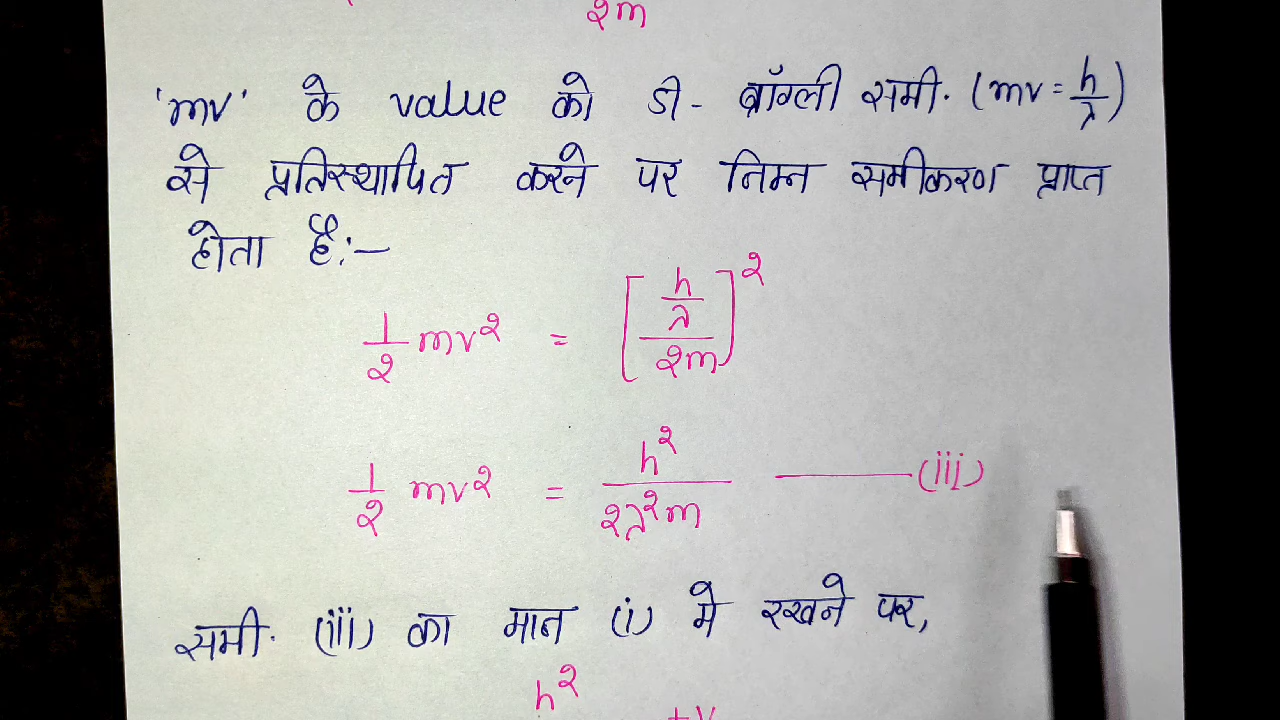 2m
'mv' के value को डी- ब्रॉग्ली समी. (mv = h/λ)
से प्रतिस्थापित करने पर निम्न समीकरण प्राप्त
होता है:-
1/2 mv² = [h/λ / 2m]²
1/2 mv² = h²/2λ²m ——— (iii)
समी. (iii) का मान (i) मे रखने पर,
h²
+V